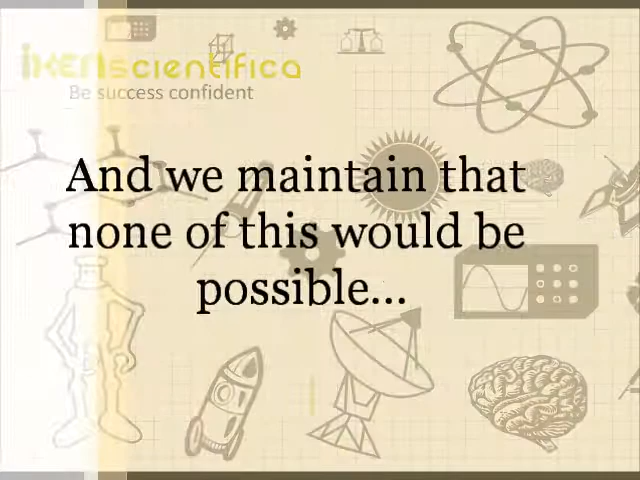 ikenscientifica
Be success confident
And we maintain that
none of this would be
possible...